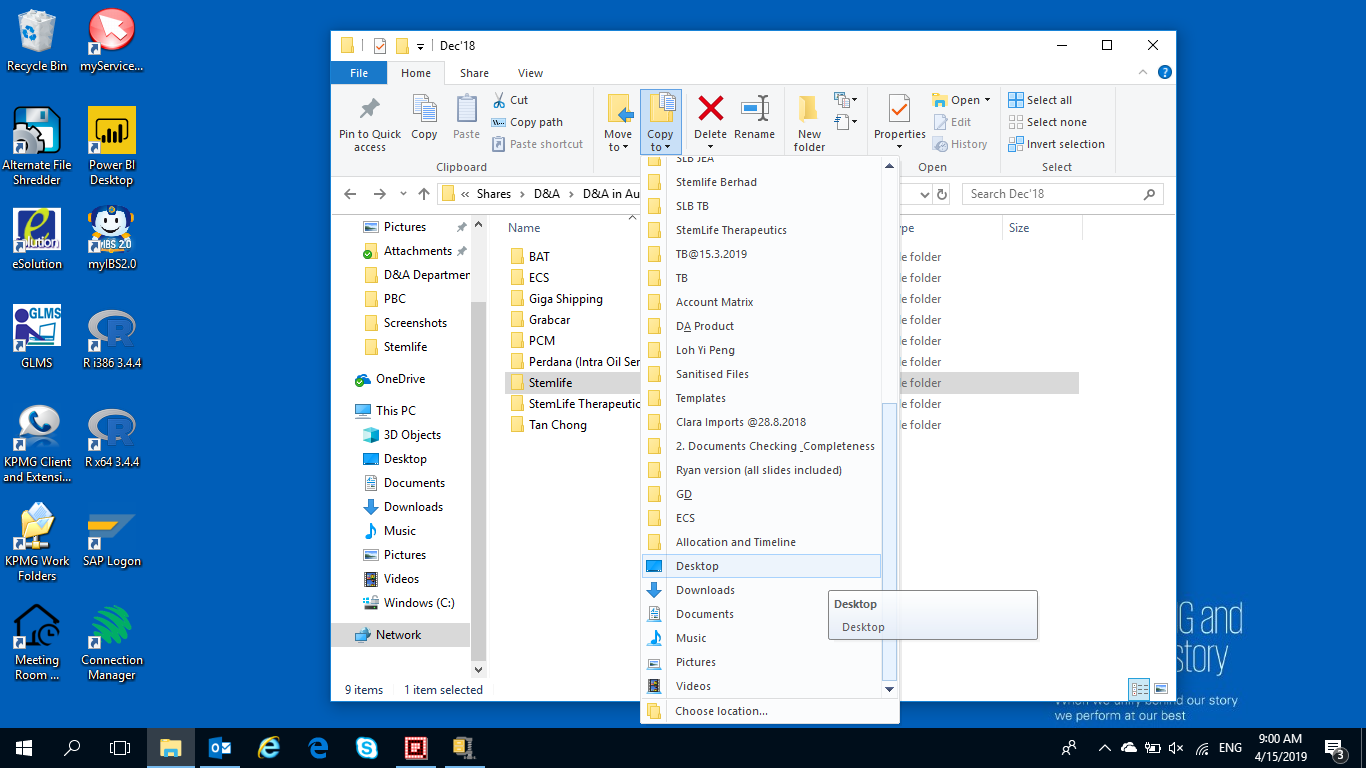 Recycle Bin
myService...
Alternate File
Shredder
Power BI
Desktop
eSolution
myIBS2.0
GLMS
R i386 3.4.4
KPMG Client
and Extensi...
R x64 3.4.4
KPMG Work
Folders
SAP Logon
Meeting
Room ...
Connection
Manager
Dec'18
File
Home
Share
View
Pin to Quick
access
Copy
Paste
Cut
Copy path
Paste shortcut
Clipboard
Move
to
Copy
to
Delete
Rename
New
folder
Properties
Open
Edit
History
Open
Select all
Select none
Invert selection
Select
« Shares > D&A > D&A in Au
Search Dec'18
Pictures
Attachments
D&A Departmen
PBC
Screenshots
Stemlife
OneDrive
This PC
3D Objects
Desktop
Documents
Downloads
Music
Pictures
Videos
Windows (C:)
Network
Name
ype
Size
BAT
e folder
ECS
e folder
Giga Shipping
e folder
Grabcar
e folder
PCM
e folder
Perdana (Intra Oil Ser
e folder
Stemlife
e folder
StemLife Therapeutic
e folder
Tan Chong
e folder
SLB JEA
Stemlife Berhad
SLB TB
StemLife Therapeutics
TB@15.3.2019
TB
Account Matrix
DA Product
Loh Yi Peng
Sanitised Files
Templates
Clara Imports @28.8.2018
2. Documents Checking _Completeness
Ryan version (all slides included)
GD
ECS
Allocation and Timeline
Desktop
Downloads
Documents
Music
Pictures
Videos
Choose location...
Desktop
Desktop
9 items
1 item selected
G and
story
When we unify behind our story
we perform at our best
ENG
9:00 AM
4/15/2019
3